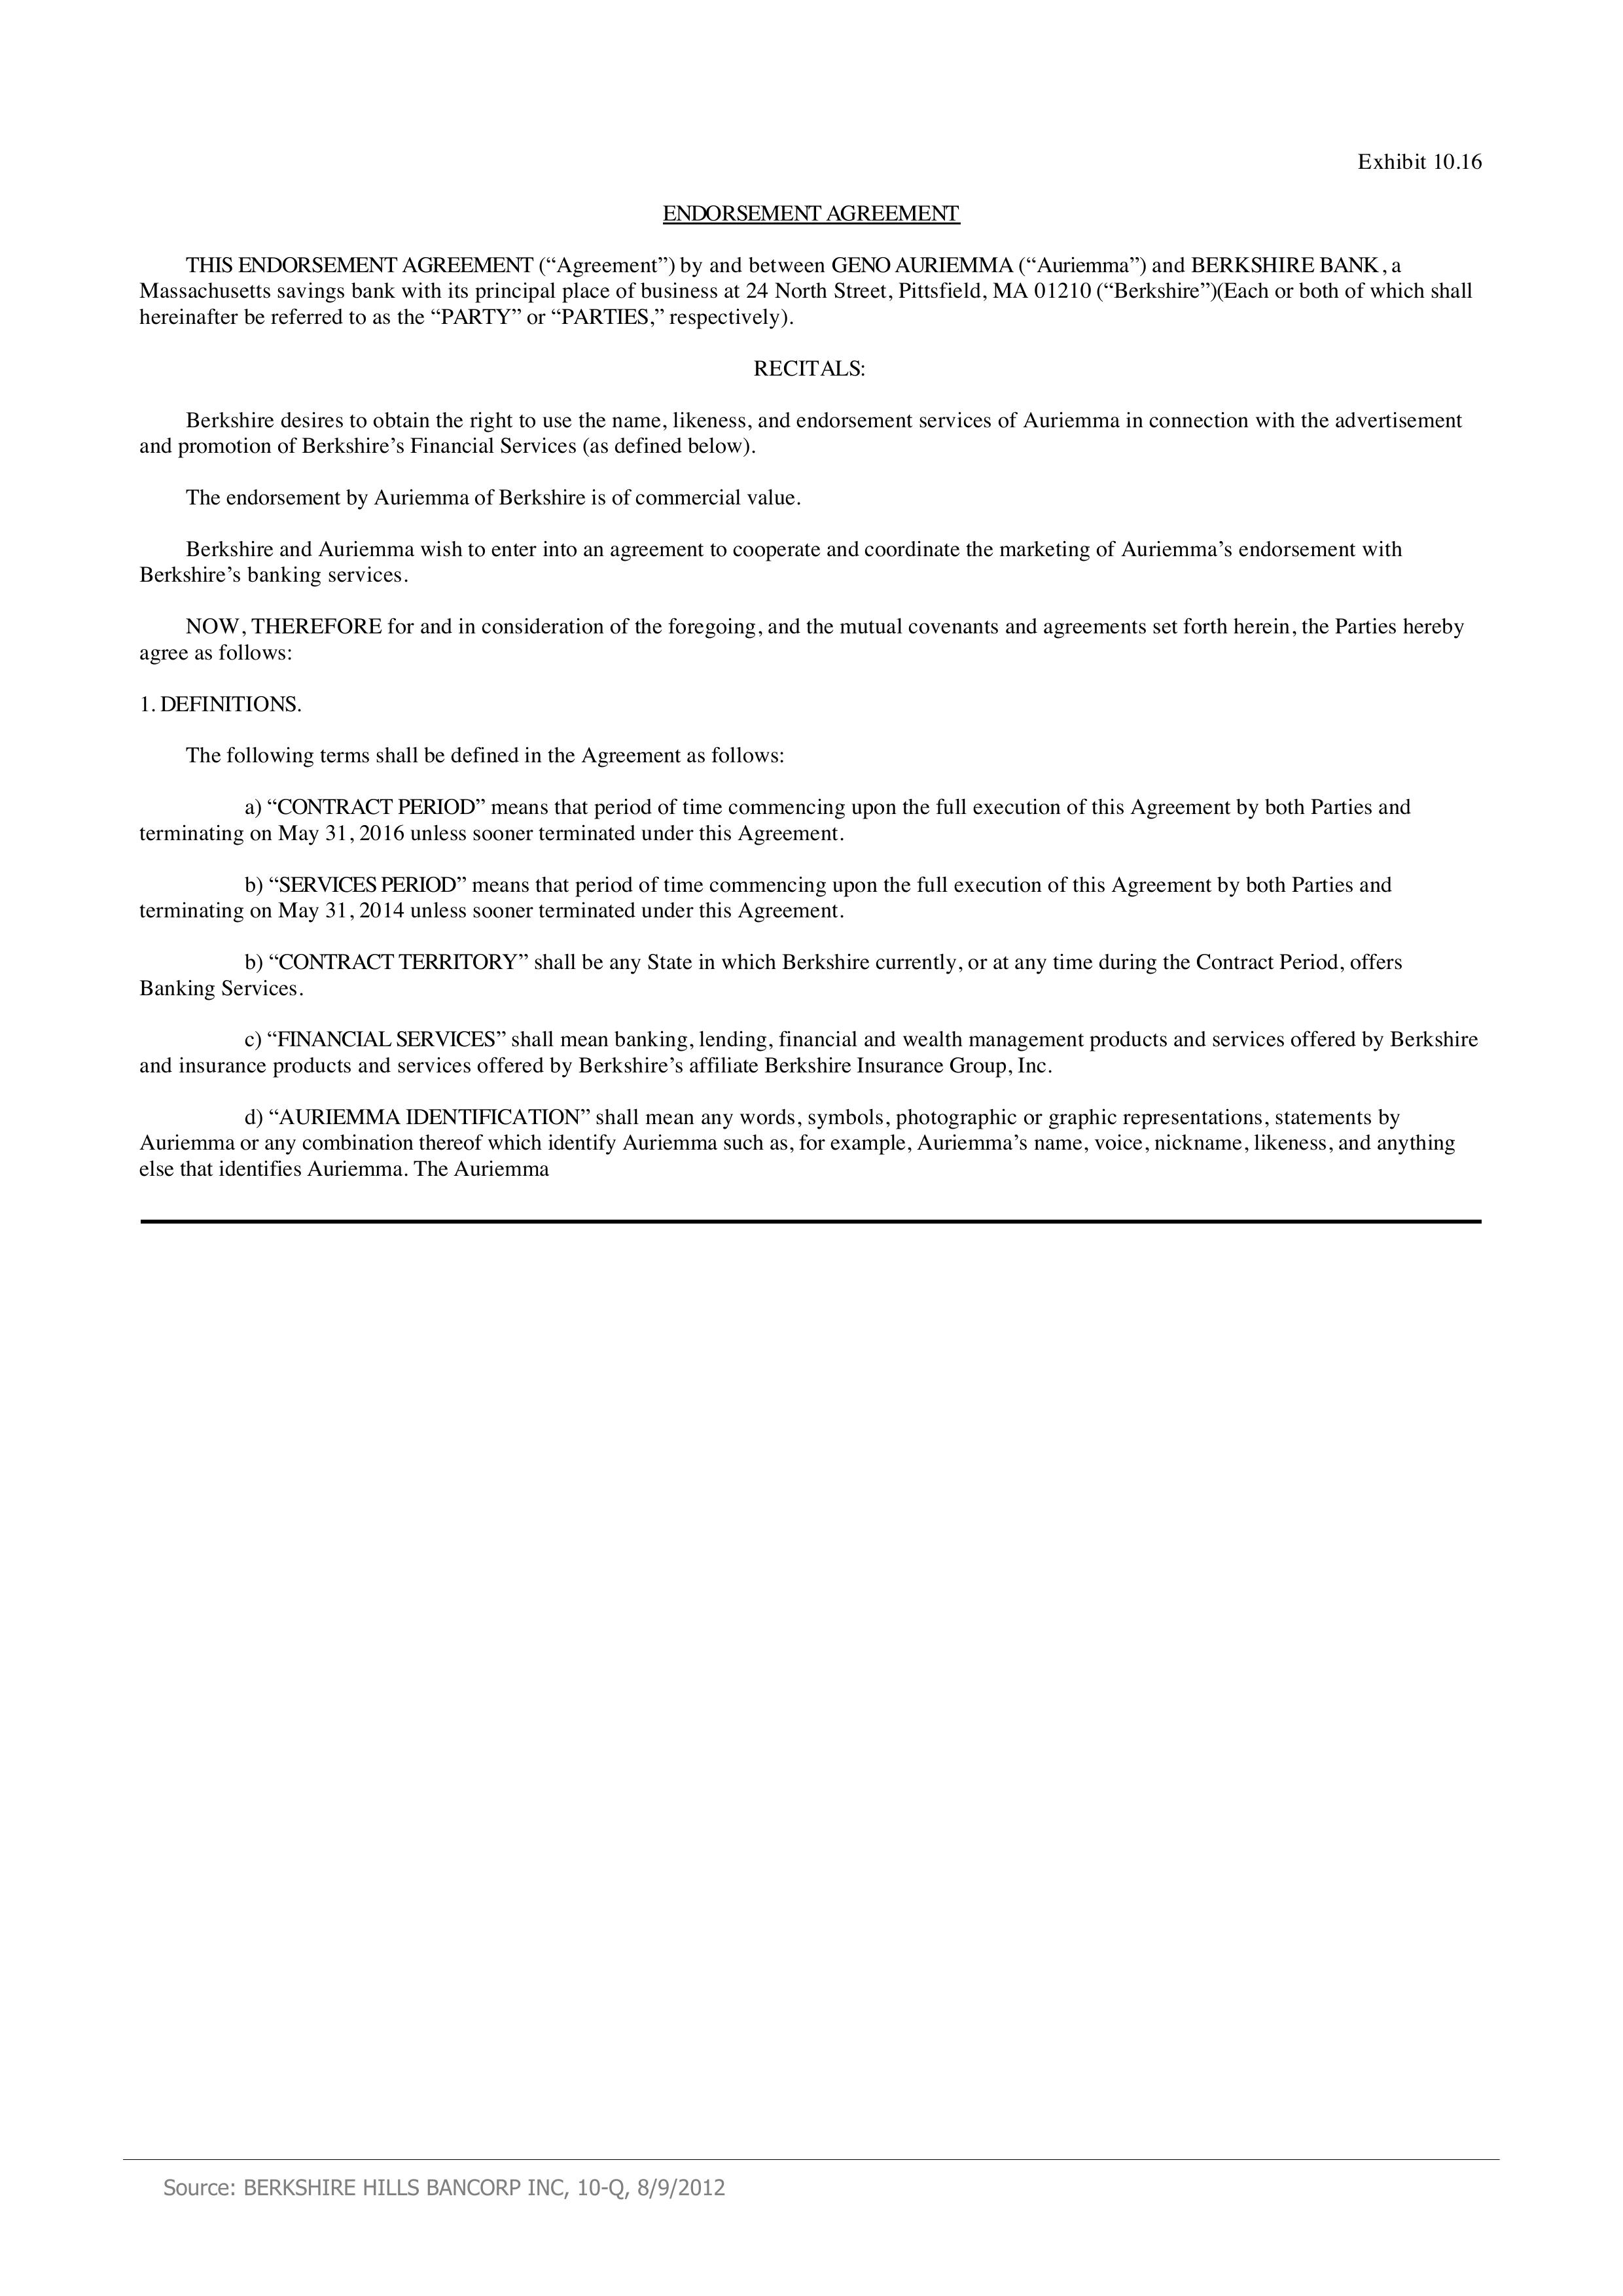 Exhibit 10.16
ENDORSEMENT AGREEMENT
THIS ENDORSEMENT AGREEMENT (“Agreement”) by and between GENO AURIEMMA (“Auriemma”) and BERKSHIRE BANK, a
Massachusetts savings bank with its principal place of business at 24 North Street, Pittsfield, MA 01210 (“Berkshire”)(Each or both of which shall
hereinafter be referred to as the “PARTY” or “PARTIES,” respectively).
RECITALS:
Berkshire desires to obtain the right to use the name, likeness, and endorsement services of Auriemma in connection with the advertisement
and promotion of Berkshire’s Financial Services (as defined below).
The endorsement by Auriemma of Berkshire is of commercial value.
Berkshire and Auriemma wish to enter into an agreement to cooperate and coordinate the marketing of Auriemma’s endorsement with
Berkshire’s banking services.
NOW, THEREFORE for and in consideration of the foregoing, and the mutual covenants and agreements set forth herein, the Parties hereby
agree as follows:
1. DEFINITIONS.
The following terms shall be defined in the Agreement as follows:
a) “CONTRACT PERIOD” means that period of time commencing upon the full execution of this Agreement by both Parties and
terminating on May 31, 2016 unless sooner terminated under this Agreement.
b) “SERVICES PERIOD” means that period of time commencing upon the full execution of this Agreement by both Parties and
terminating on May 31, 2014 unless sooner terminated under this Agreement.
b) “CONTRACT TERRITORY” shall be any State in which Berkshire currently, or at any time during the Contract Period, offers
Banking Services.
c) “FINANCIAL SERVICES” shall mean banking, lending, financial and wealth management products and services offered by Berkshire
and insurance products and services offered by Berkshire’s affiliate Berkshire Insurance Group, Inc.
d) “AURIEMMA IDENTIFICATION” shall mean any words, symbols, photographic or graphic representations, statements by
Auriemma or any combination thereof which identify Auriemma such as, for example, Auriemma’s name, voice, nickname, likeness, and anything
else that identifies Auriemma. The Auriemma
Source: BERKSHIRE HILLS BANCORP INC, 10-Q, 8/9/2012